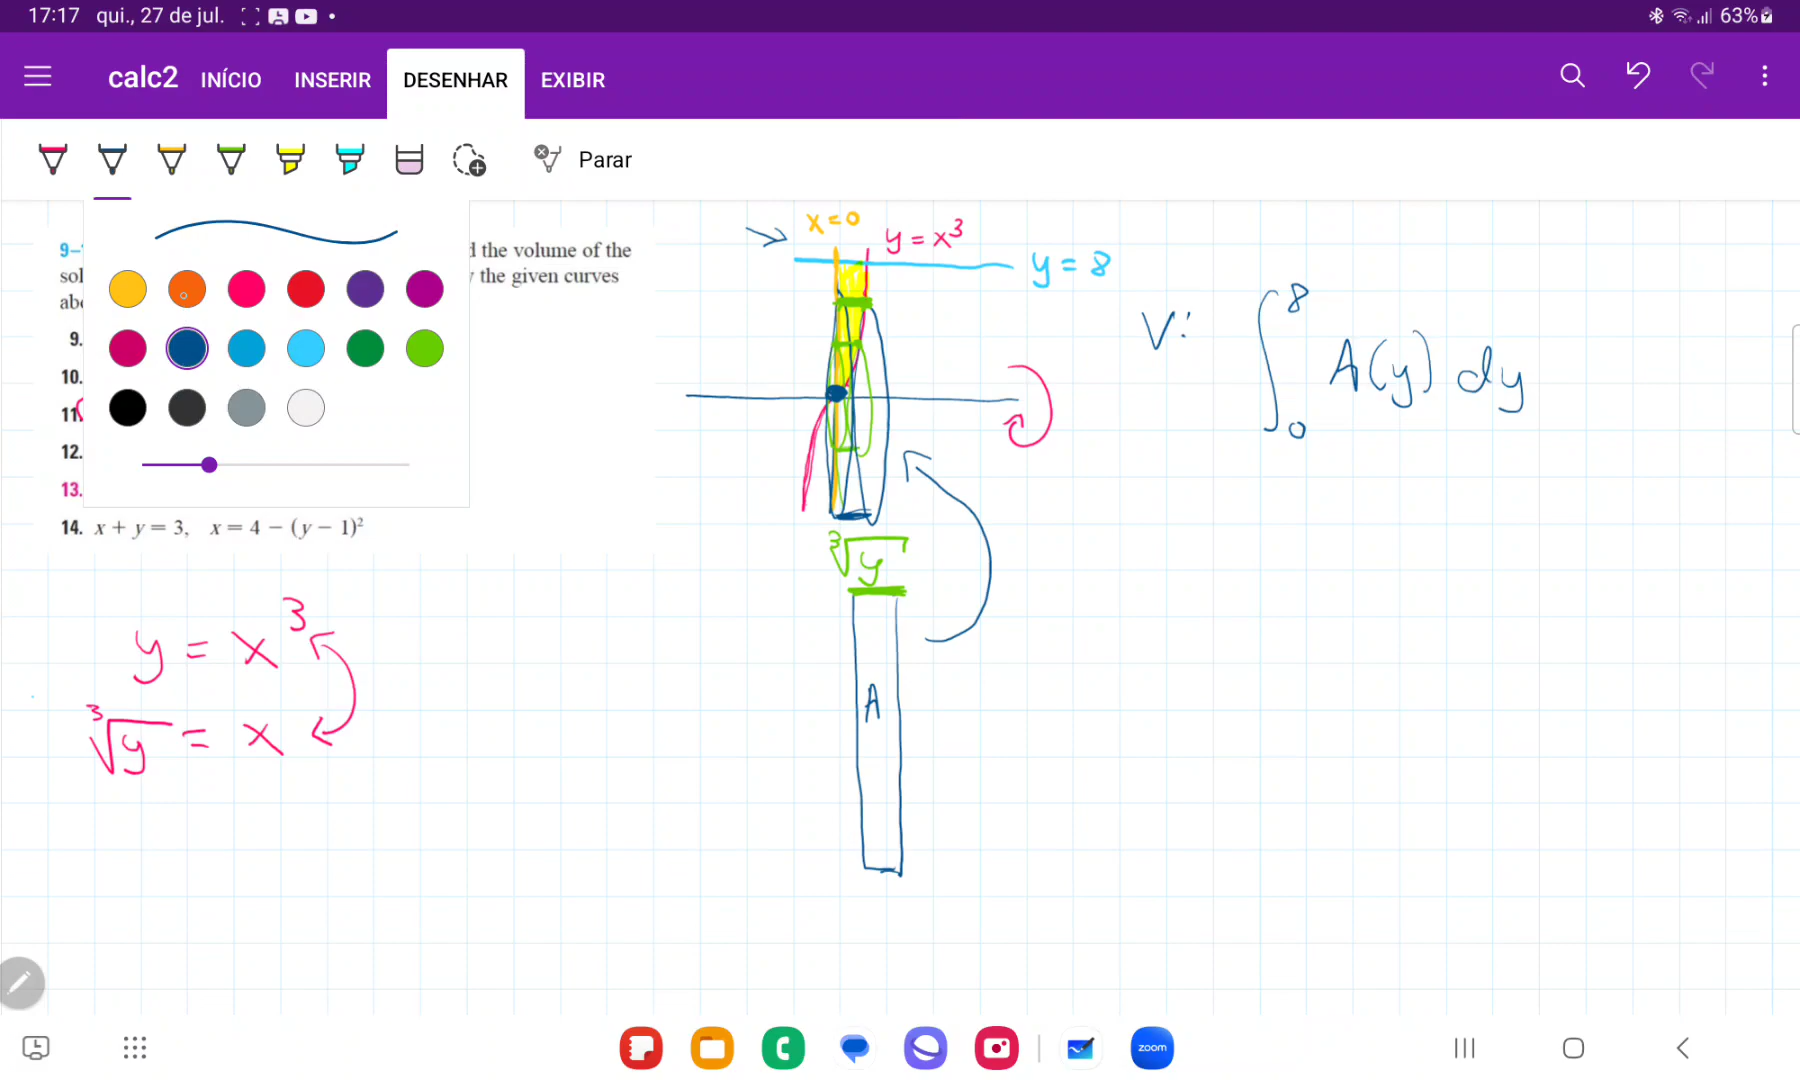 17:17 qui., 27 de jul.
63%
calc2 INÍCIO INSERIR DESENHAR EXIBIR
Parar
9–
the volume of the
sol
the given curves
abo
9.
10.
11.
12.
13.
14. x + y = 3, x = 4 − (y − 1)²
x = 0
y = x³
y = 8
V: ∫₀⁸ A(y) dy
∛y
A
y = x³
∛y = x
zoom